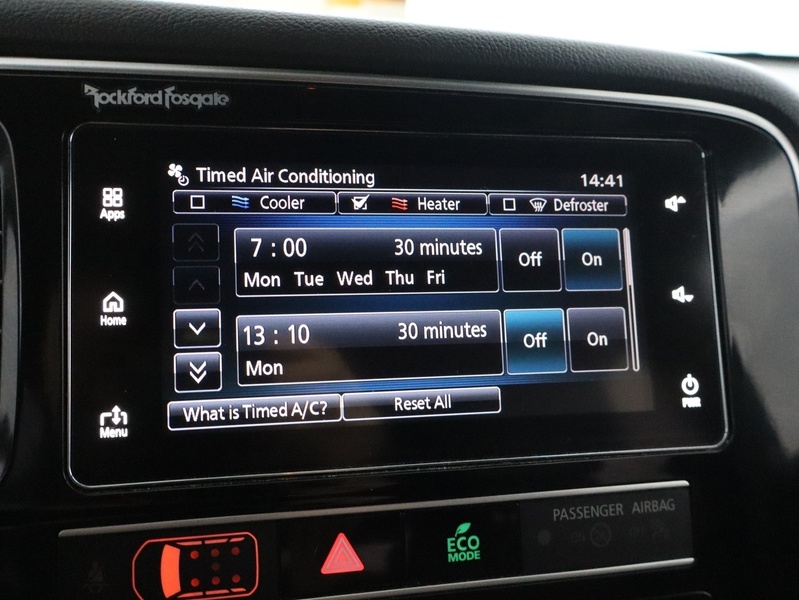 Rockford Fosgate
Timed Air Conditioning 14:41
Apps
Cooler Heater Defroster
7 : 00 30 minutes Off On
Mon Tue Wed Thu Fri
Home
13 : 10 30 minutes Off On
Mon
What is Timed A/C? Reset All
PWR
Menu
PASSENGER AIRBAG
ECO
MODE